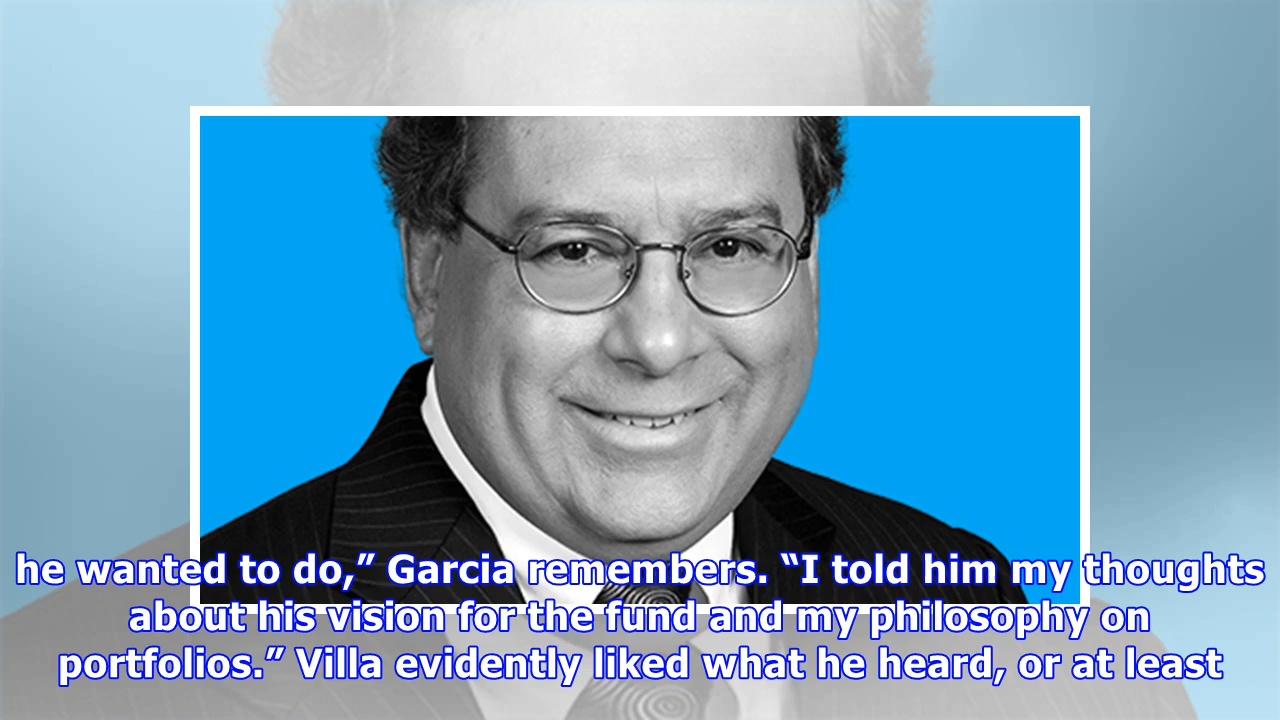 he wanted to do,” Garcia remembers. “I told him my thoughts
about his vision for the fund and my philosophy on
portfolios.” Villa evidently liked what he heard, or at least